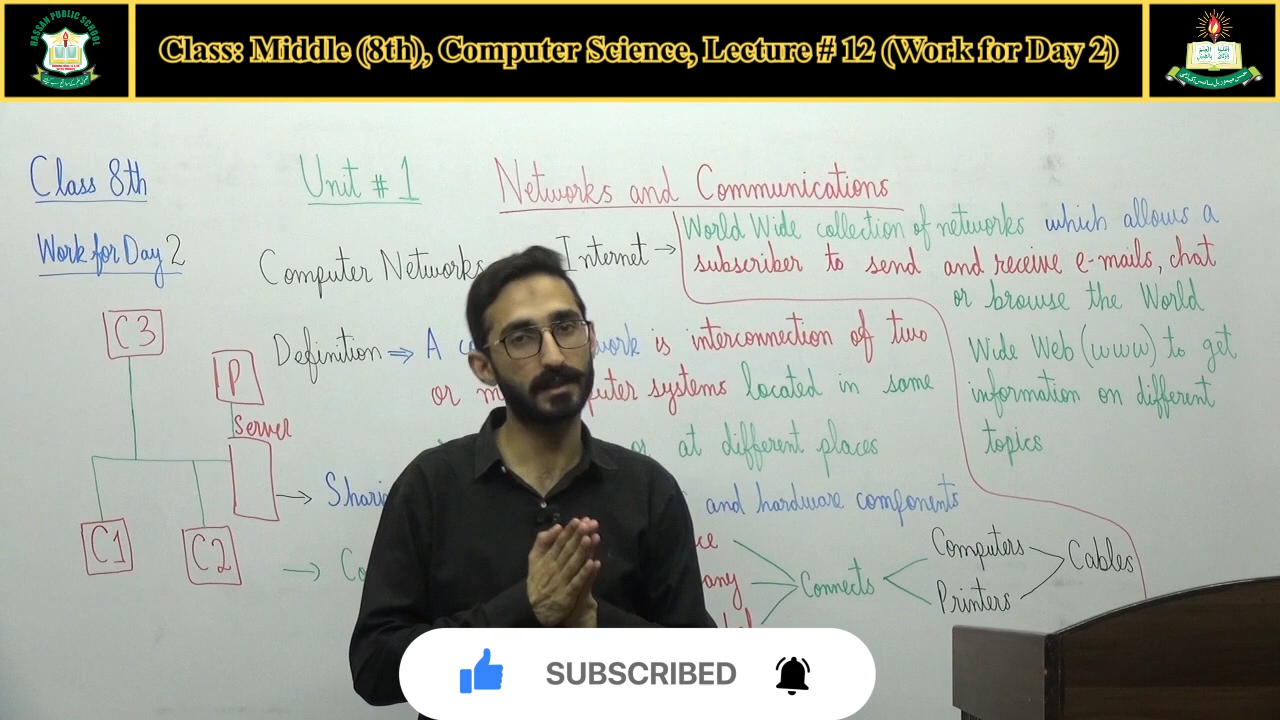 HASSAN PUBLIC SCHOOL
Class: Middle (8th), Computer Science, Lecture # 12 (Work for Day 2)
Class 8th
Unit # 1
Networks and Communications
Work for Day 2
Computer Networks
Internet → World Wide collection of networks which allows a
subscriber to send and receive e-mails, chat
or browse the World
Wide Web (www) to get
information on different
topics
Definition ⇒ A is interconnection of two
or systems located in same
or at different places
→ and hardware components
→
Connects
Computers
Printers
Cables
C3
P
Server
C1
C2
SUBSCRIBED